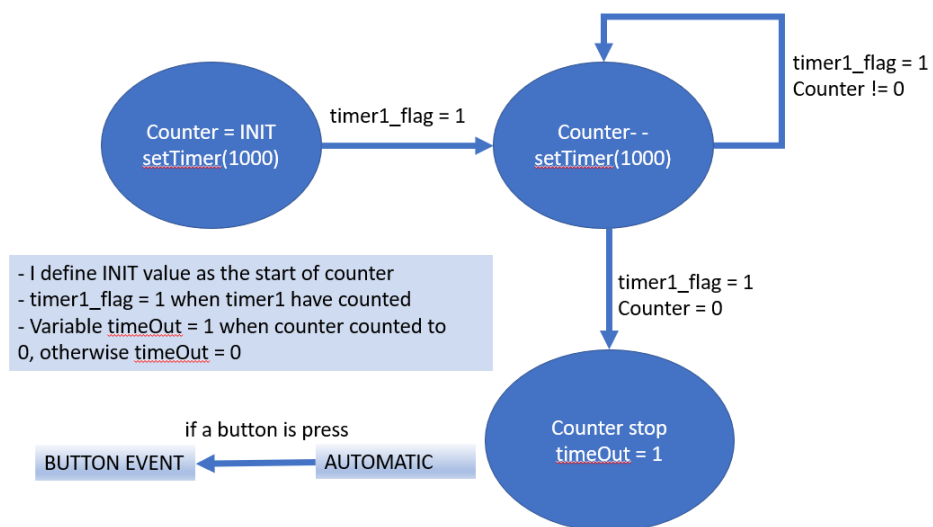 Counter = INIT
setTimer(1000)
timer1_flag = 1
Counter- -
setTimer(1000)
timer1_flag = 1
Counter != 0
- I define INIT value as the start of counter
- timer1_flag = 1 when timer1 have counted
- Variable timeOut = 1 when counter counted to
0, otherwise timeOut = 0
timer1_flag = 1
Counter = 0
Counter stop
timeOut = 1
if a button is press
BUTTON EVENT
AUTOMATIC